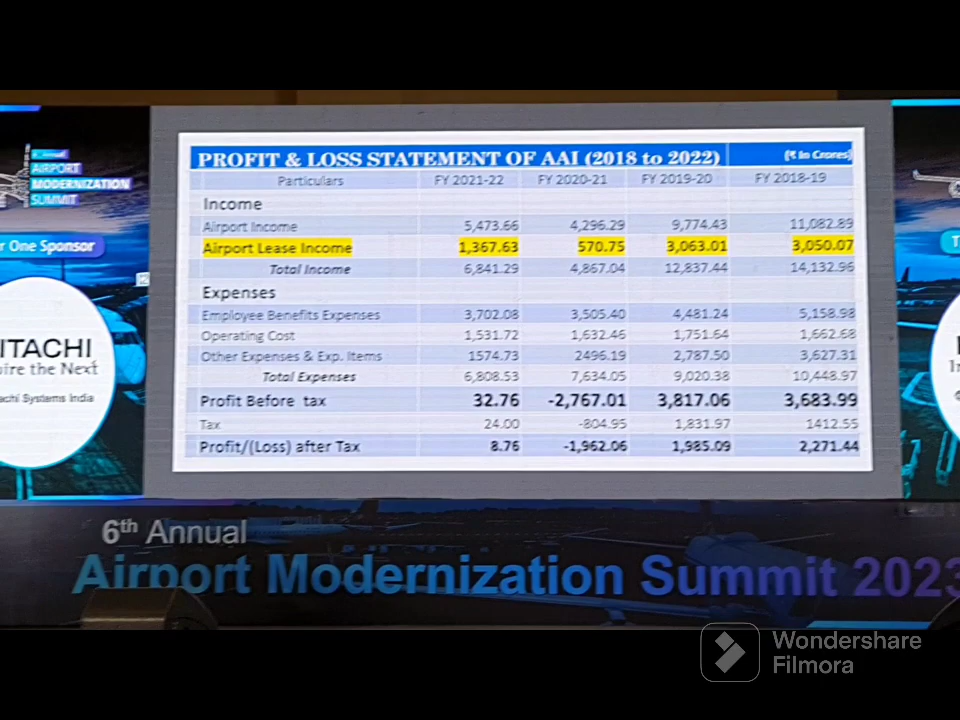 Annual
AIRPORT
MODERNIZATION
SUMMIT
r One Sponsor
ITACHI
ire the Next
achi Systems India
PROFIT & LOSS STATEMENT OF AAI (2018 to 2022) (₹ In Crores)
Particulars FY 2021-22 FY 2020-21 FY 2019-20 FY 2018-19
Income
Airport Income 5,473.66 4,296.29 9,774.43 11,082.89
Airport Lease Income 1,367.63 570.75 3,063.01 3,050.07
Total Income 6,841.29 4,867.04 12,837.44 14,132.96
Expenses
Employee Benefits Expenses 3,702.08 3,505.40 4,481.24 5,158.98
Operating Cost 1,531.72 1,632.46 1,751.64 1,662.68
Other Expenses & Exp. Items 1574.73 2496.19 2,787.50 3,627.31
Total Expenses 6,808.53 7,634.05 9,020.38 10,448.97
Profit Before tax 32.76 -2,767.01 3,817.06 3,683.99
Tax 24.00 -804.95 1,831.97 1412.55
Profit/(Loss) after Tax 8.76 -1,962.06 1,985.09 2,271.44
6th Annual
Airport Modernization Summit 2023
Wondershare
Filmora